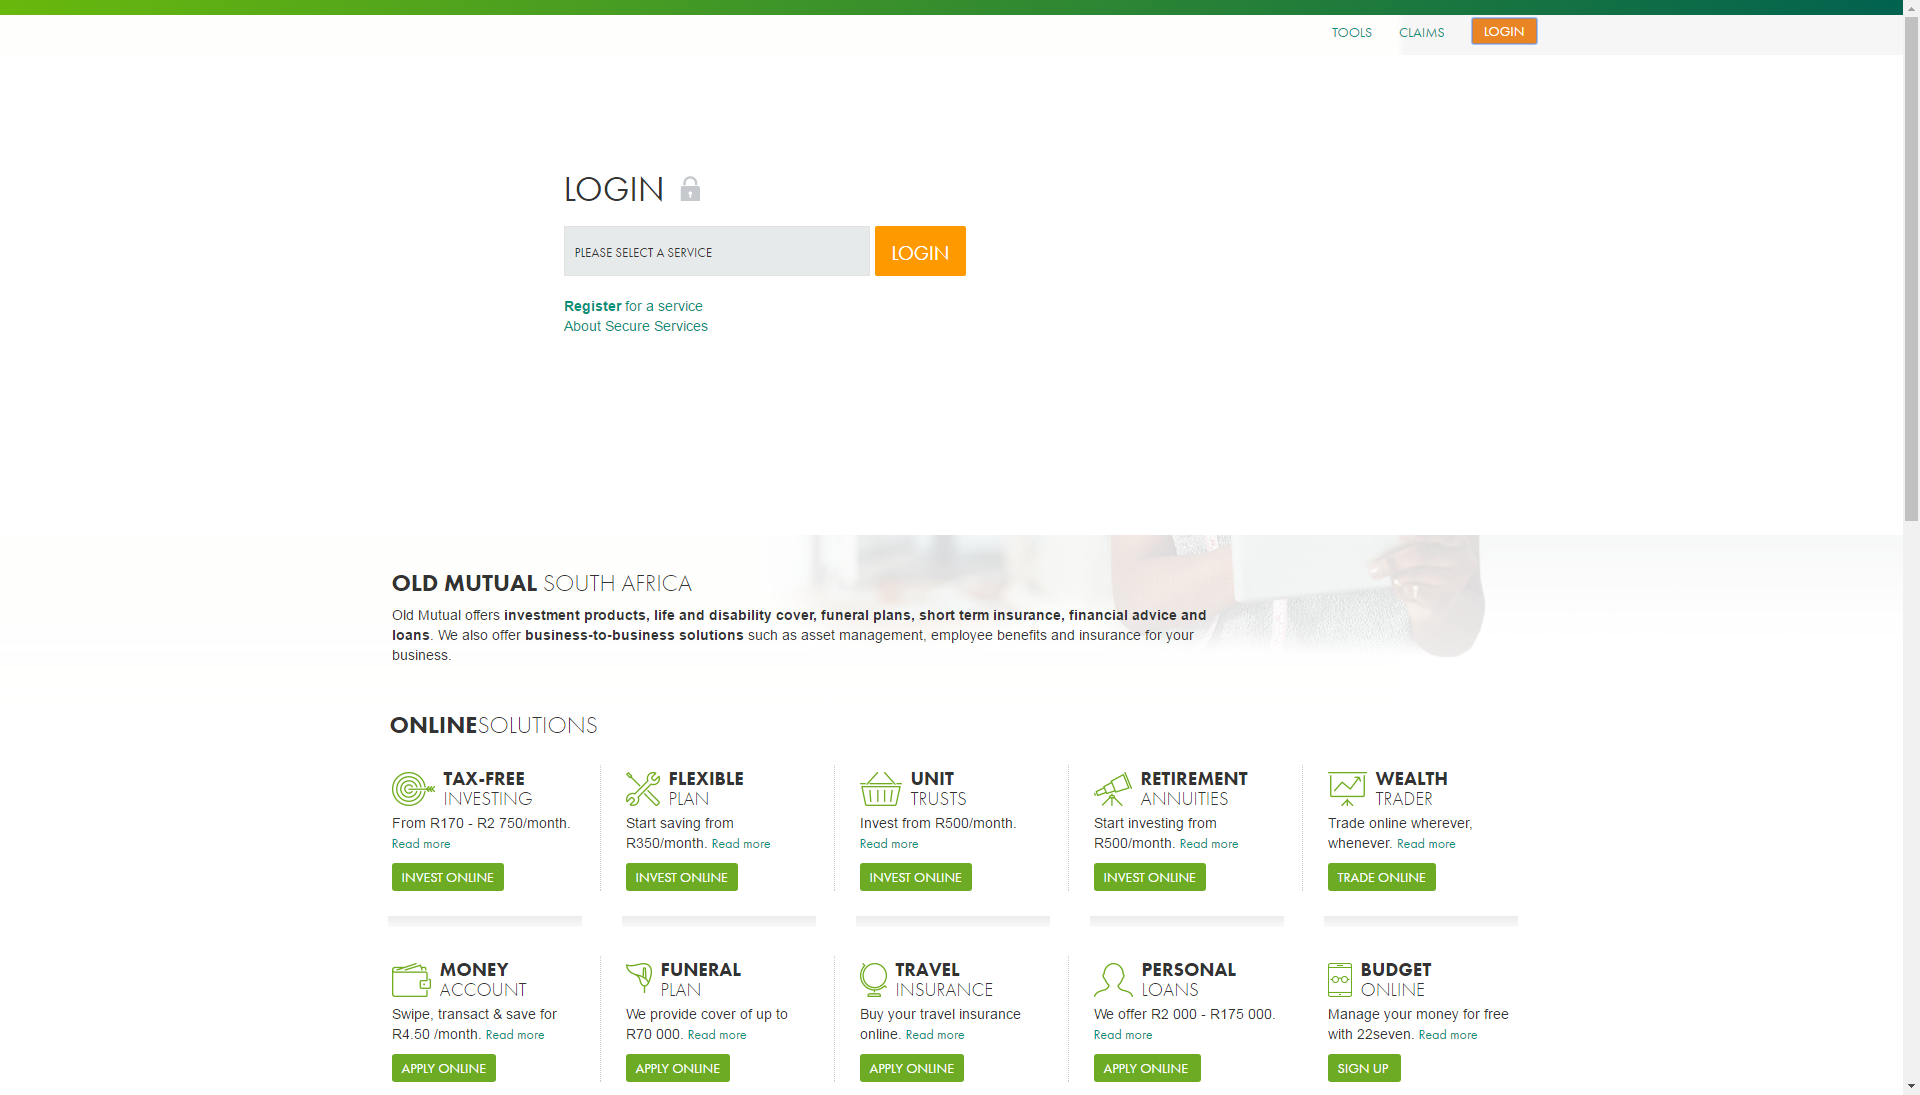 TOOLS CLAIMS LOGIN
LOGIN
PLEASE SELECT A SERVICE LOGIN
Register for a service
About Secure Services
OLD MUTUAL SOUTH AFRICA
Old Mutual offers investment products, life and disability cover, funeral plans, short term insurance, financial advice and
loans. We also offer business-to-business solutions such as asset management, employee benefits and insurance for your
business.
ONLINESOLUTIONS
TAX-FREE
INVESTING
From R170 - R2 750/month.
Read more
INVEST ONLINE
FLEXIBLE
PLAN
Start saving from
R350/month. Read more
INVEST ONLINE
UNIT
TRUSTS
Invest from R500/month.
Read more
INVEST ONLINE
RETIREMENT
ANNUITIES
Start investing from
R500/month. Read more
INVEST ONLINE
WEALTH
TRADER
Trade online wherever,
whenever. Read more
TRADE ONLINE
MONEY
ACCOUNT
Swipe, transact & save for
R4.50 /month. Read more
APPLY ONLINE
FUNERAL
PLAN
We provide cover of up to
R70 000. Read more
APPLY ONLINE
TRAVEL
INSURANCE
Buy your travel insurance
online. Read more
APPLY ONLINE
PERSONAL
LOANS
We offer R2 000 - R175 000.
Read more
APPLY ONLINE
BUDGET
ONLINE
Manage your money for free
with 22seven. Read more
SIGN UP